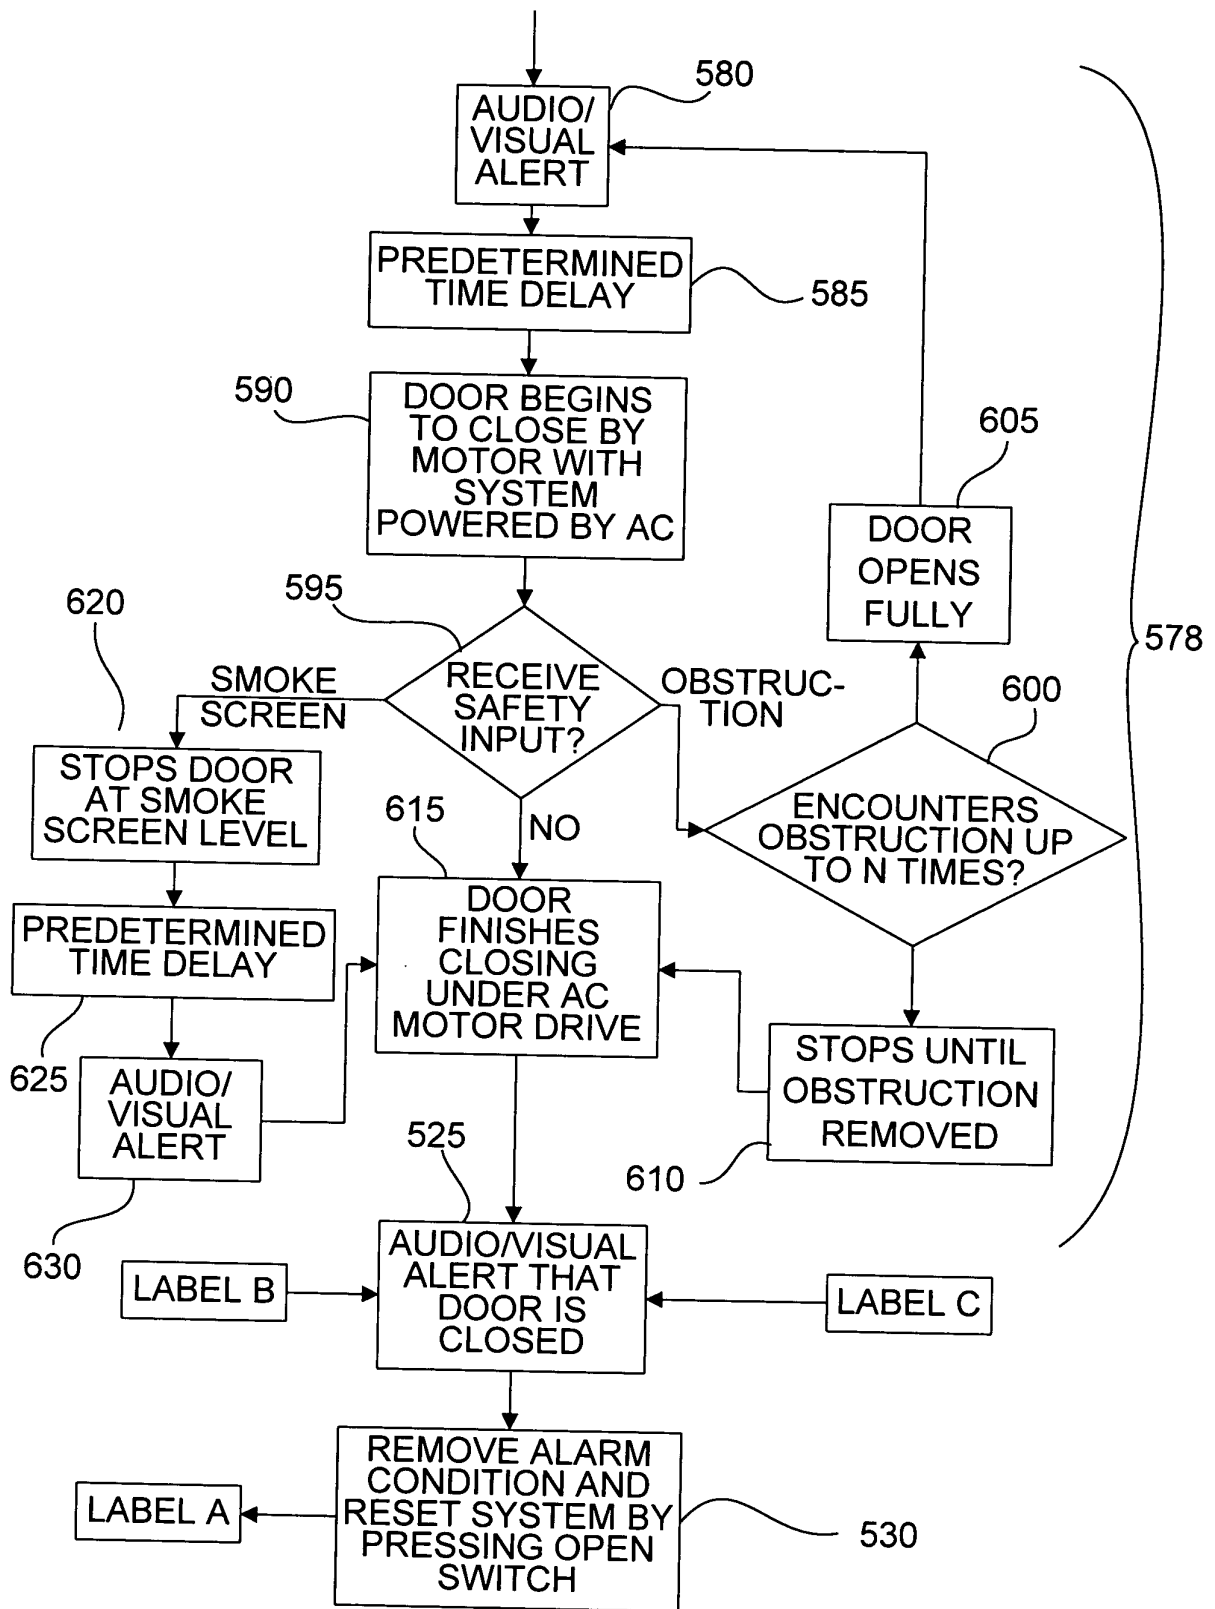 580
AUDIO/
VISUAL
ALERT
PREDETERMINED
TIME DELAY
585
590
DOOR BEGINS
TO CLOSE BY
MOTOR WITH
SYSTEM
POWERED BY AC
605
DOOR
OPENS
FULLY
578
595
RECEIVE
SAFETY
INPUT?
620
SMOKE
SCREEN
OBSTRUC-
TION
600
STOPS DOOR
AT SMOKE
SCREEN LEVEL
615
NO
ENCOUNTERS
OBSTRUCTION UP
TO N TIMES?
PREDETERMINED
TIME DELAY
625
DOOR
FINISHES
CLOSING
UNDER AC
MOTOR DRIVE
STOPS UNTIL
OBSTRUCTION
REMOVED
610
AUDIO/
VISUAL
ALERT
630
525
LABEL B
AUDIO/VISUAL
ALERT THAT
DOOR IS
CLOSED
LABEL C
REMOVE ALARM
CONDITION AND
RESET SYSTEM BY
PRESSING OPEN
SWITCH
LABEL A
530